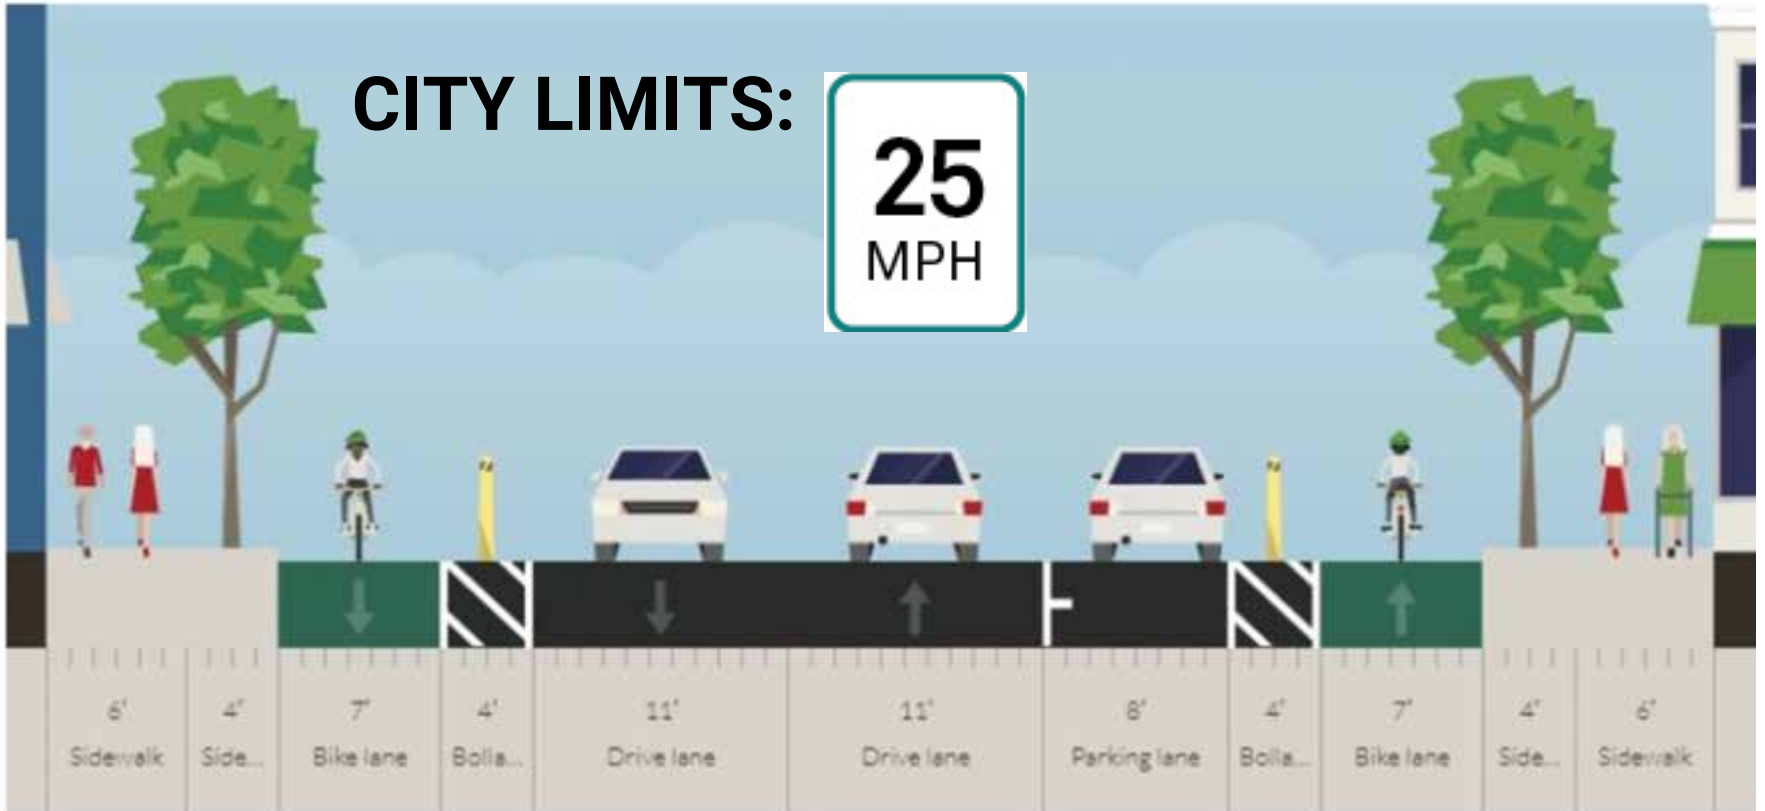 CITY LIMITS:
25
MPH
6' 4' 7' 4' 11' 11' 8' 4' 7' 4' 6'
Sidewalk Side... Bike lane Bolla... Drive lane Drive lane Parking lane Bolla... Bike lane Side... Sidewalk